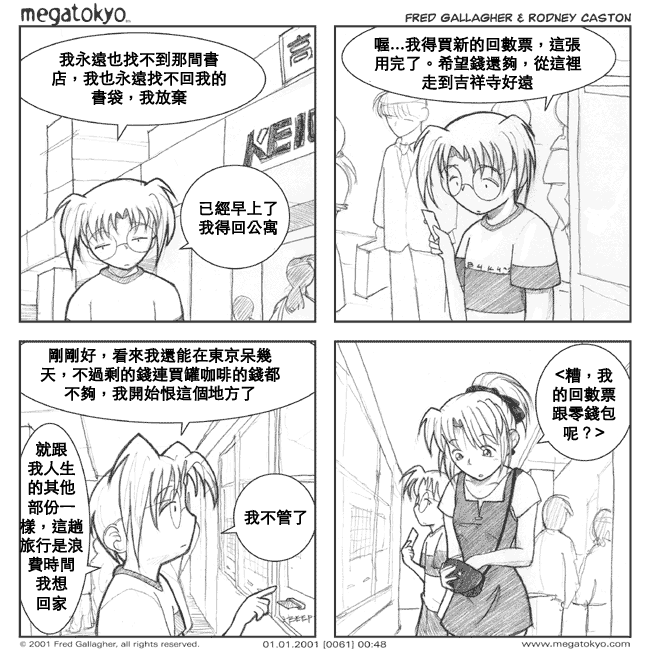 megatokyo
FRED GALLAGHER & RODNEY CASTON
我永遠也找不到那間書
店，我也永遠找不回我的
書袋，我放棄
高
KEIO
已經早上了
我得回公寓
喔...我得買新的回數票，這張
用完了。希望錢還夠，從這裡
走到吉祥寺好遠
剛剛好，看來我還能在東京呆幾
天，不過剩的錢連買罐咖啡的錢都
不夠，我開始恨這個地方了
就跟
我人生
的其他
部份一
樣，這趟
旅行是浪
費時間
我想
回家
我不管了
BEEP
<糟，我
的回數票
跟零錢包
呢？>
© 2001 Fred Gallagher, all rights reserved.
01.01.2001 [0061] 00:48
www.megatokyo.com